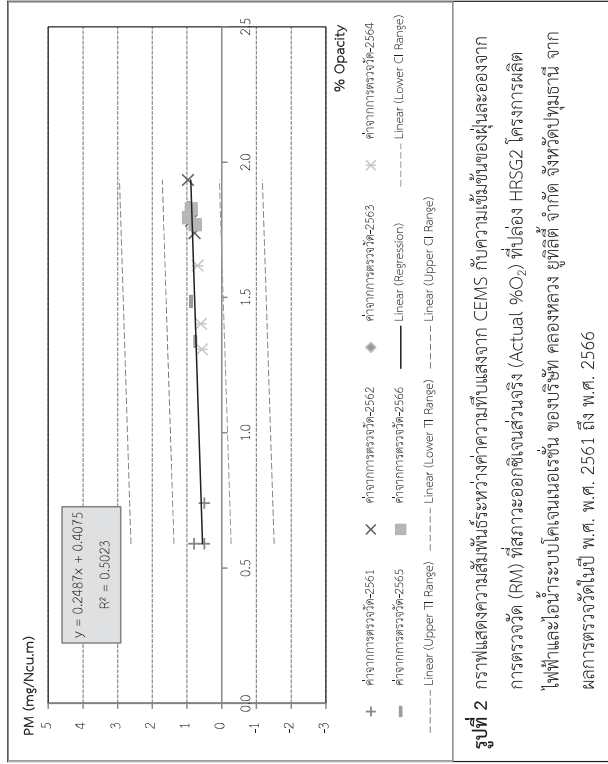 PM (mg/Ncu.m)
y = 0.2487x + 0.4075
R² = 0.5023
5
4
3
2
1
0
-1
-2
-3
0.0
0.5
1.0
1.5
2.0
2.5
% Opacity
ค่าจากการตรวจวัด-2561
ค่าจากการตรวจวัด-2562
ค่าจากการตรวจวัด-2563
ค่าจากการตรวจวัด-2564
ค่าจากการตรวจวัด-2565
ค่าจากการตรวจวัด-2566
Linear (Regression)
Linear (Lower CI Range)
Linear (Upper TI Range)
Linear (Lower TI Range)
Linear (Upper CI Range)
รูปที่ 2 กราฟแสดงความสัมพันธ์ระหว่างค่าความทึบแสงจาก CEMS กับความเข้มข้นของฝุ่นละอองจาก
การตรวจวัด (RM) ที่สภาวะออกซิเจนส่วนจริง (Actual %O₂) ที่ปล่อง HRSG2 โครงการผลิต
ไฟฟ้าและไอน้ำระบบโคเจนเนอเรชั่น ของบริษัท คลองหลวง ยูทิลิตี้ จำกัด จังหวัดปทุมธานี จาก
ผลการตรวจวัดในปี พ.ศ. พ.ศ. 2561 ถึง พ.ศ. 2566